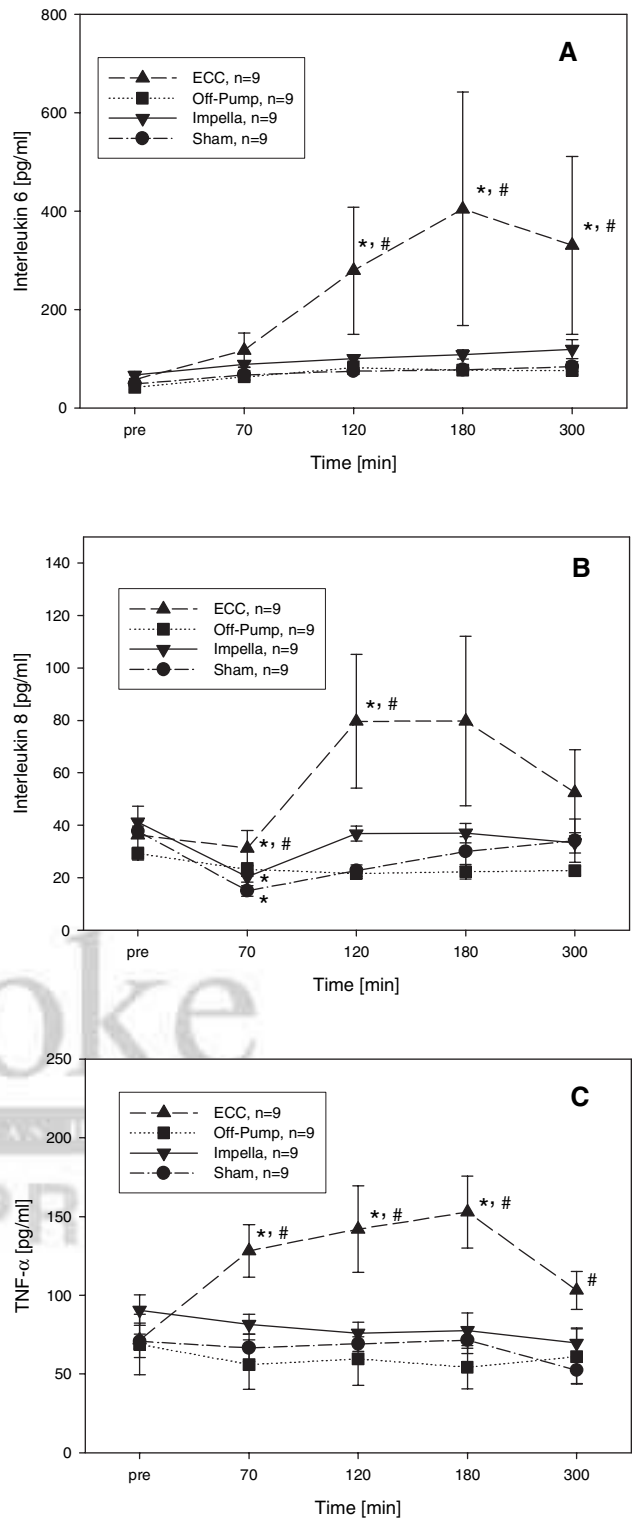 800
600
400
200
0
Interleukin 6 [pg/ml]
A
ECC, n=9
Off-Pump, n=9
Impella, n=9
Sham, n=9
*, #
*, #
*, #
pre 70 120 180 300
Time [min]
140
120
100
80
60
40
20
0
Interleukin 8 [pg/ml]
B
ECC, n=9
Off-Pump, n=9
Impella, n=9
Sham, n=9
*, #
*, #
*
*
pre 70 120 180 300
Time [min]
oke
250
200
150
100
50
0
TNF-α [pg/ml]
C
ECC, n=9
Off-Pump, n=9
Impella, n=9
Sham, n=9
*, #
*, #
*, #
#
pre 70 120 180 300
Time [min]